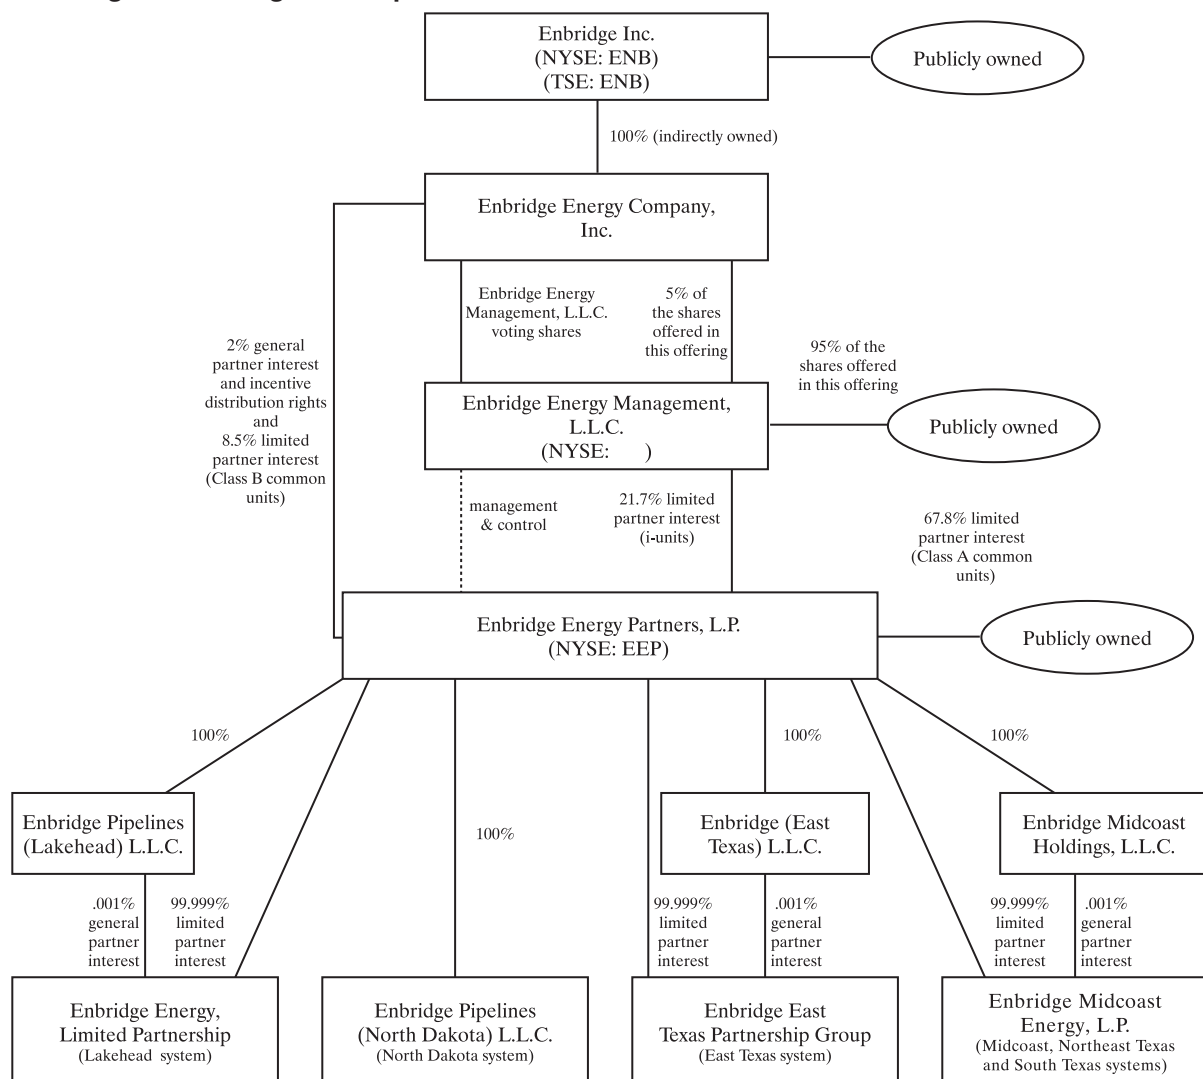 Enbridge Inc.
(NYSE: ENB)
(TSE: ENB)
Publicly owned
100% (indirectly owned)
Enbridge Energy Company,
Inc.
Enbridge Energy
Management, L.L.C.
voting shares
5% of
the shares
offered in
this offering
2% general
partner interest
and incentive
distribution rights
and
8.5% limited
partner interest
(Class B common
units)
95% of the
shares offered
in this offering
Enbridge Energy Management,
L.L.C.
(NYSE: )
Publicly owned
management
& control
21.7% limited
partner interest
(i-units)
67.8% limited
partner interest
(Class A common
units)
Enbridge Energy Partners, L.P.
(NYSE: EEP)
Publicly owned
100%
100%
100%
100%
Enbridge Pipelines
(Lakehead) L.L.C.
Enbridge (East
Texas) L.L.C.
Enbridge Midcoast
Holdings, L.L.C.
.001%
general
partner
interest
99.999%
limited
partner
interest
99.999%
limited
partner
interest
.001%
general
partner
interest
99.999%
limited
partner
interest
.001%
general
partner
interest
Enbridge Energy,
Limited Partnership
(Lakehead system)
Enbridge Pipelines
(North Dakota) L.L.C.
(North Dakota system)
Enbridge East
Texas Partnership Group
(East Texas system)
Enbridge Midcoast
Energy, L.P.
(Midcoast, Northeast Texas
and South Texas systems)